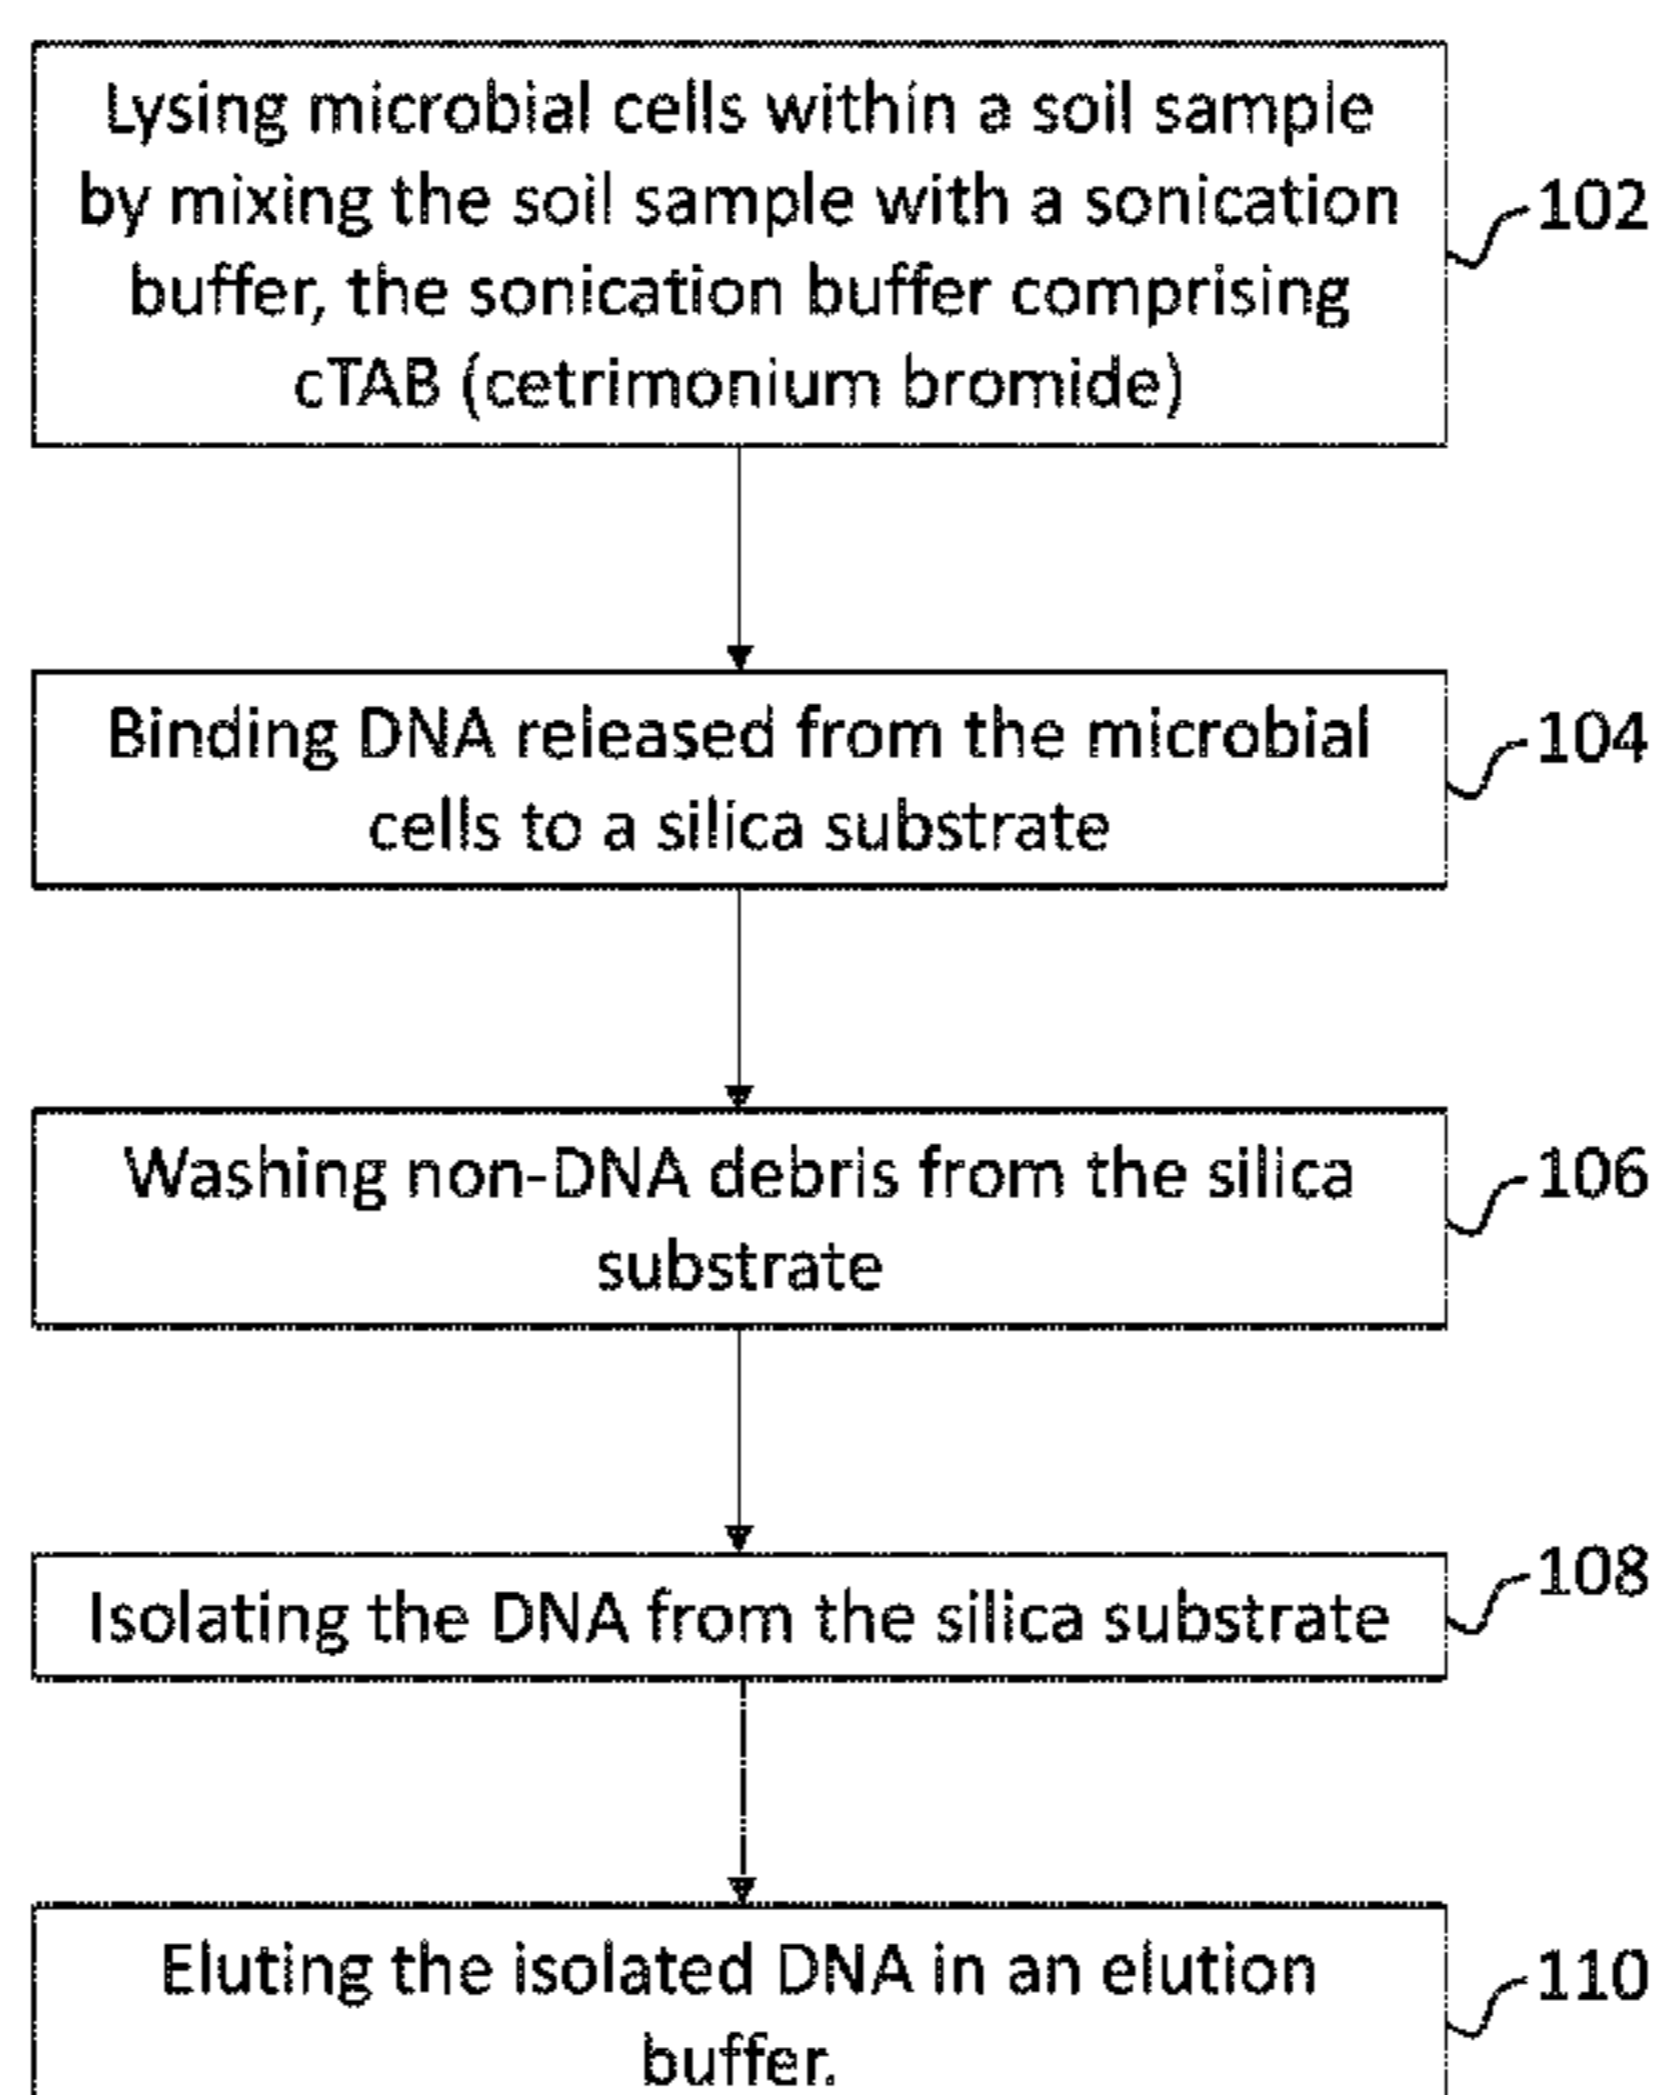 Lysing microbial cells within a soil sample
by mixing the soil sample with a sonication
buffer, the sonication buffer comprising
cTAB (cetrimonium bromide)
102
Binding DNA released from the microbial
cells to a silica substrate
104
Washing non-DNA debris from the silica
substrate
106
Isolating the DNA from the silica substrate
108
Eluting the isolated DNA in an elution
buffer.
110